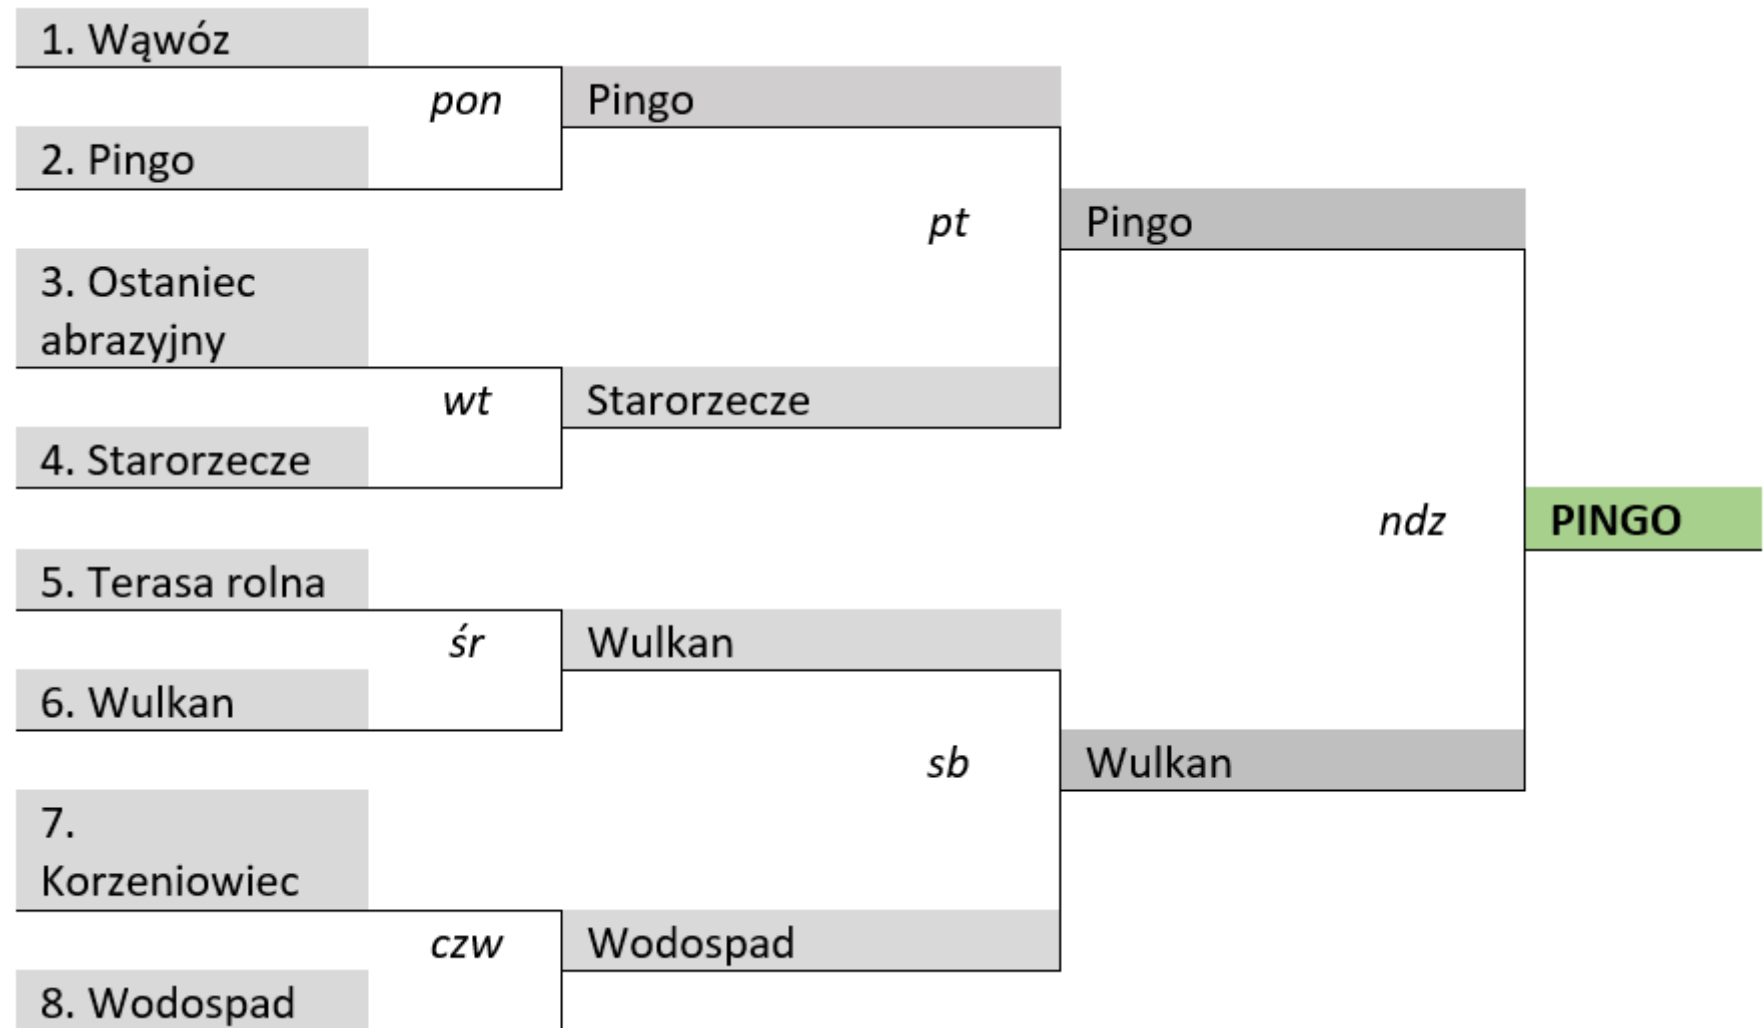 1. Wąwóz
pon
Pingo
2. Pingo
pt
Pingo
3. Ostaniec
abrazyjny
wt
Starorzecze
4. Starorzecze
ndz
PINGO
5. Terasa rolna
śr
Wulkan
6. Wulkan
sb
Wulkan
7.
Korzeniowiec
czw
Wodospad
8. Wodospad